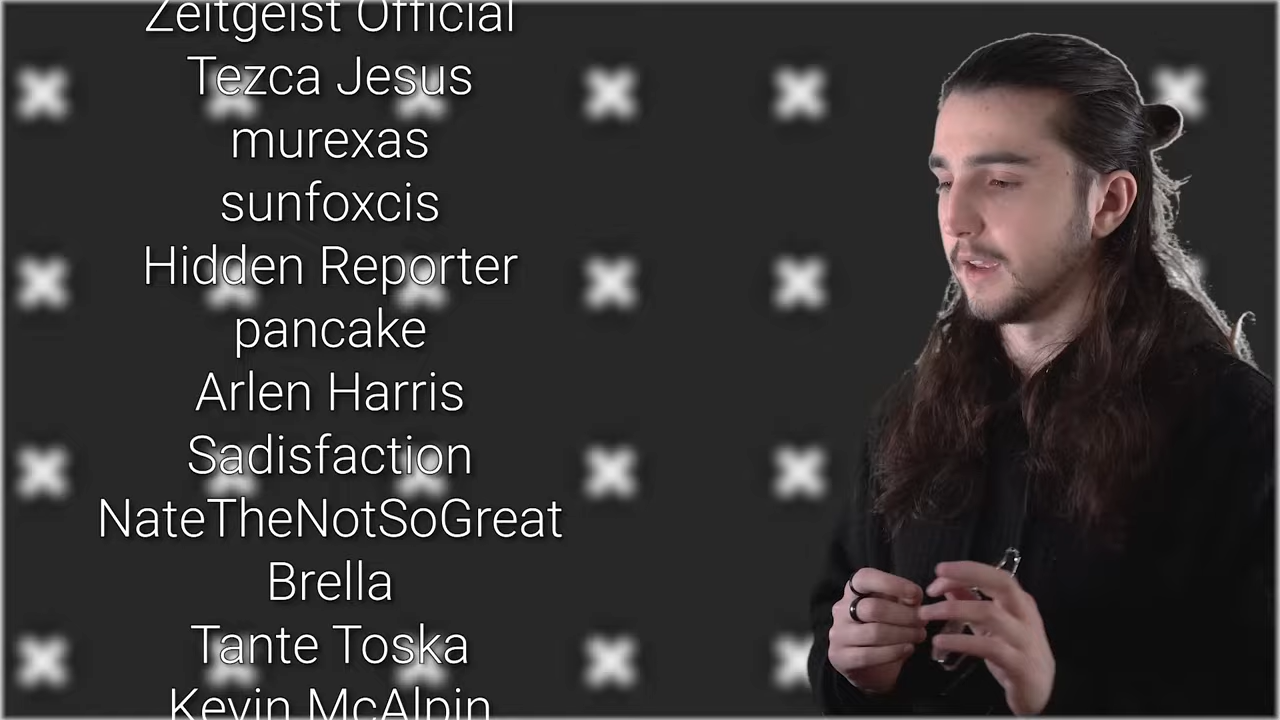 Zeitgeist Official
Tezca Jesus
murexas
sunfoxcis
Hidden Reporter
pancake
Arlen Harris
Sadisfaction
NateTheNotSoGreat
Brella
Tante Toska
Kevin McAlpin